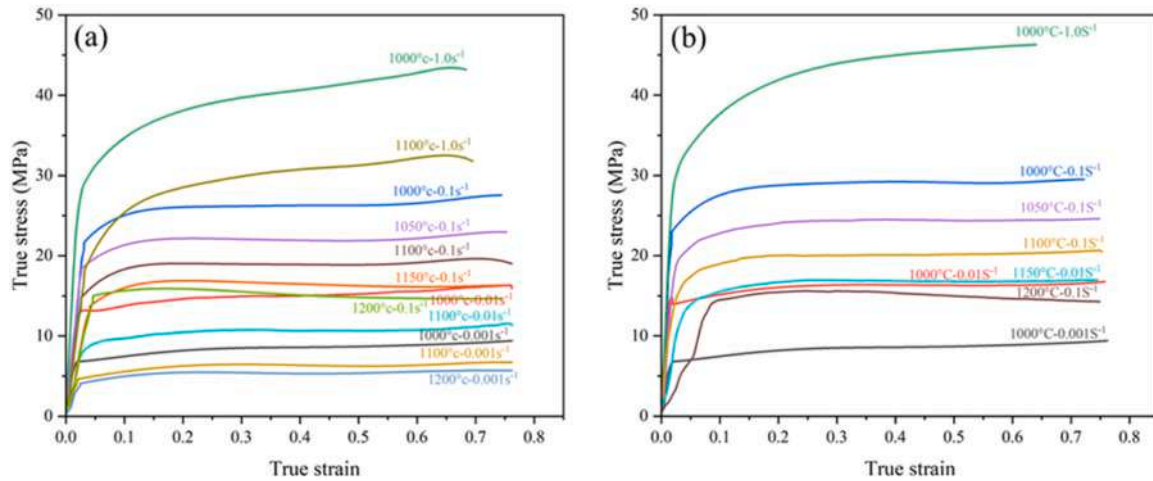 (a)
50
40
30
20
10
0
True stress (MPa)
1000°c-1.0s⁻¹
1100°c-1.0s⁻¹
1000°c-0.1s⁻¹
1050°c-0.1s⁻¹
1100°c-0.1s⁻¹
1150°c-0.1s⁻¹
1000°c-0.01s⁻¹
1200°c-0.1s⁻¹
1100°c-0.01s⁻¹
1000°c-0.001s⁻¹
1100°c-0.001s⁻¹
1200°c-0.001s⁻¹
0.0 0.1 0.2 0.3 0.4 0.5 0.6 0.7 0.8
True strain
(b)
50
40
30
20
10
0
True stress (MPa)
1000°C-1.0S⁻¹
1000°C-0.1S⁻¹
1050°C-0.1S⁻¹
1100°C-0.1S⁻¹
1000°C-0.01S⁻¹
1150°C-0.01S⁻¹
1200°C-0.1S⁻¹
1000°C-0.001S⁻¹
0.0 0.1 0.2 0.3 0.4 0.5 0.6 0.7 0.8
True strain